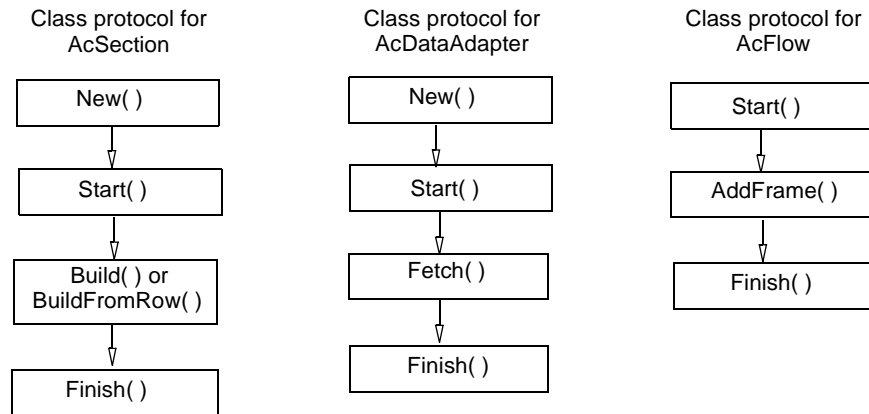 Class protocol for
AcSection
New( )
Start( )
Build( ) or
BuildFromRow( )
Finish( )
Class protocol for
AcDataAdapter
New( )
Start( )
Fetch( )
Finish( )
Class protocol for
AcFlow
Start( )
AddFrame( )
Finish( )